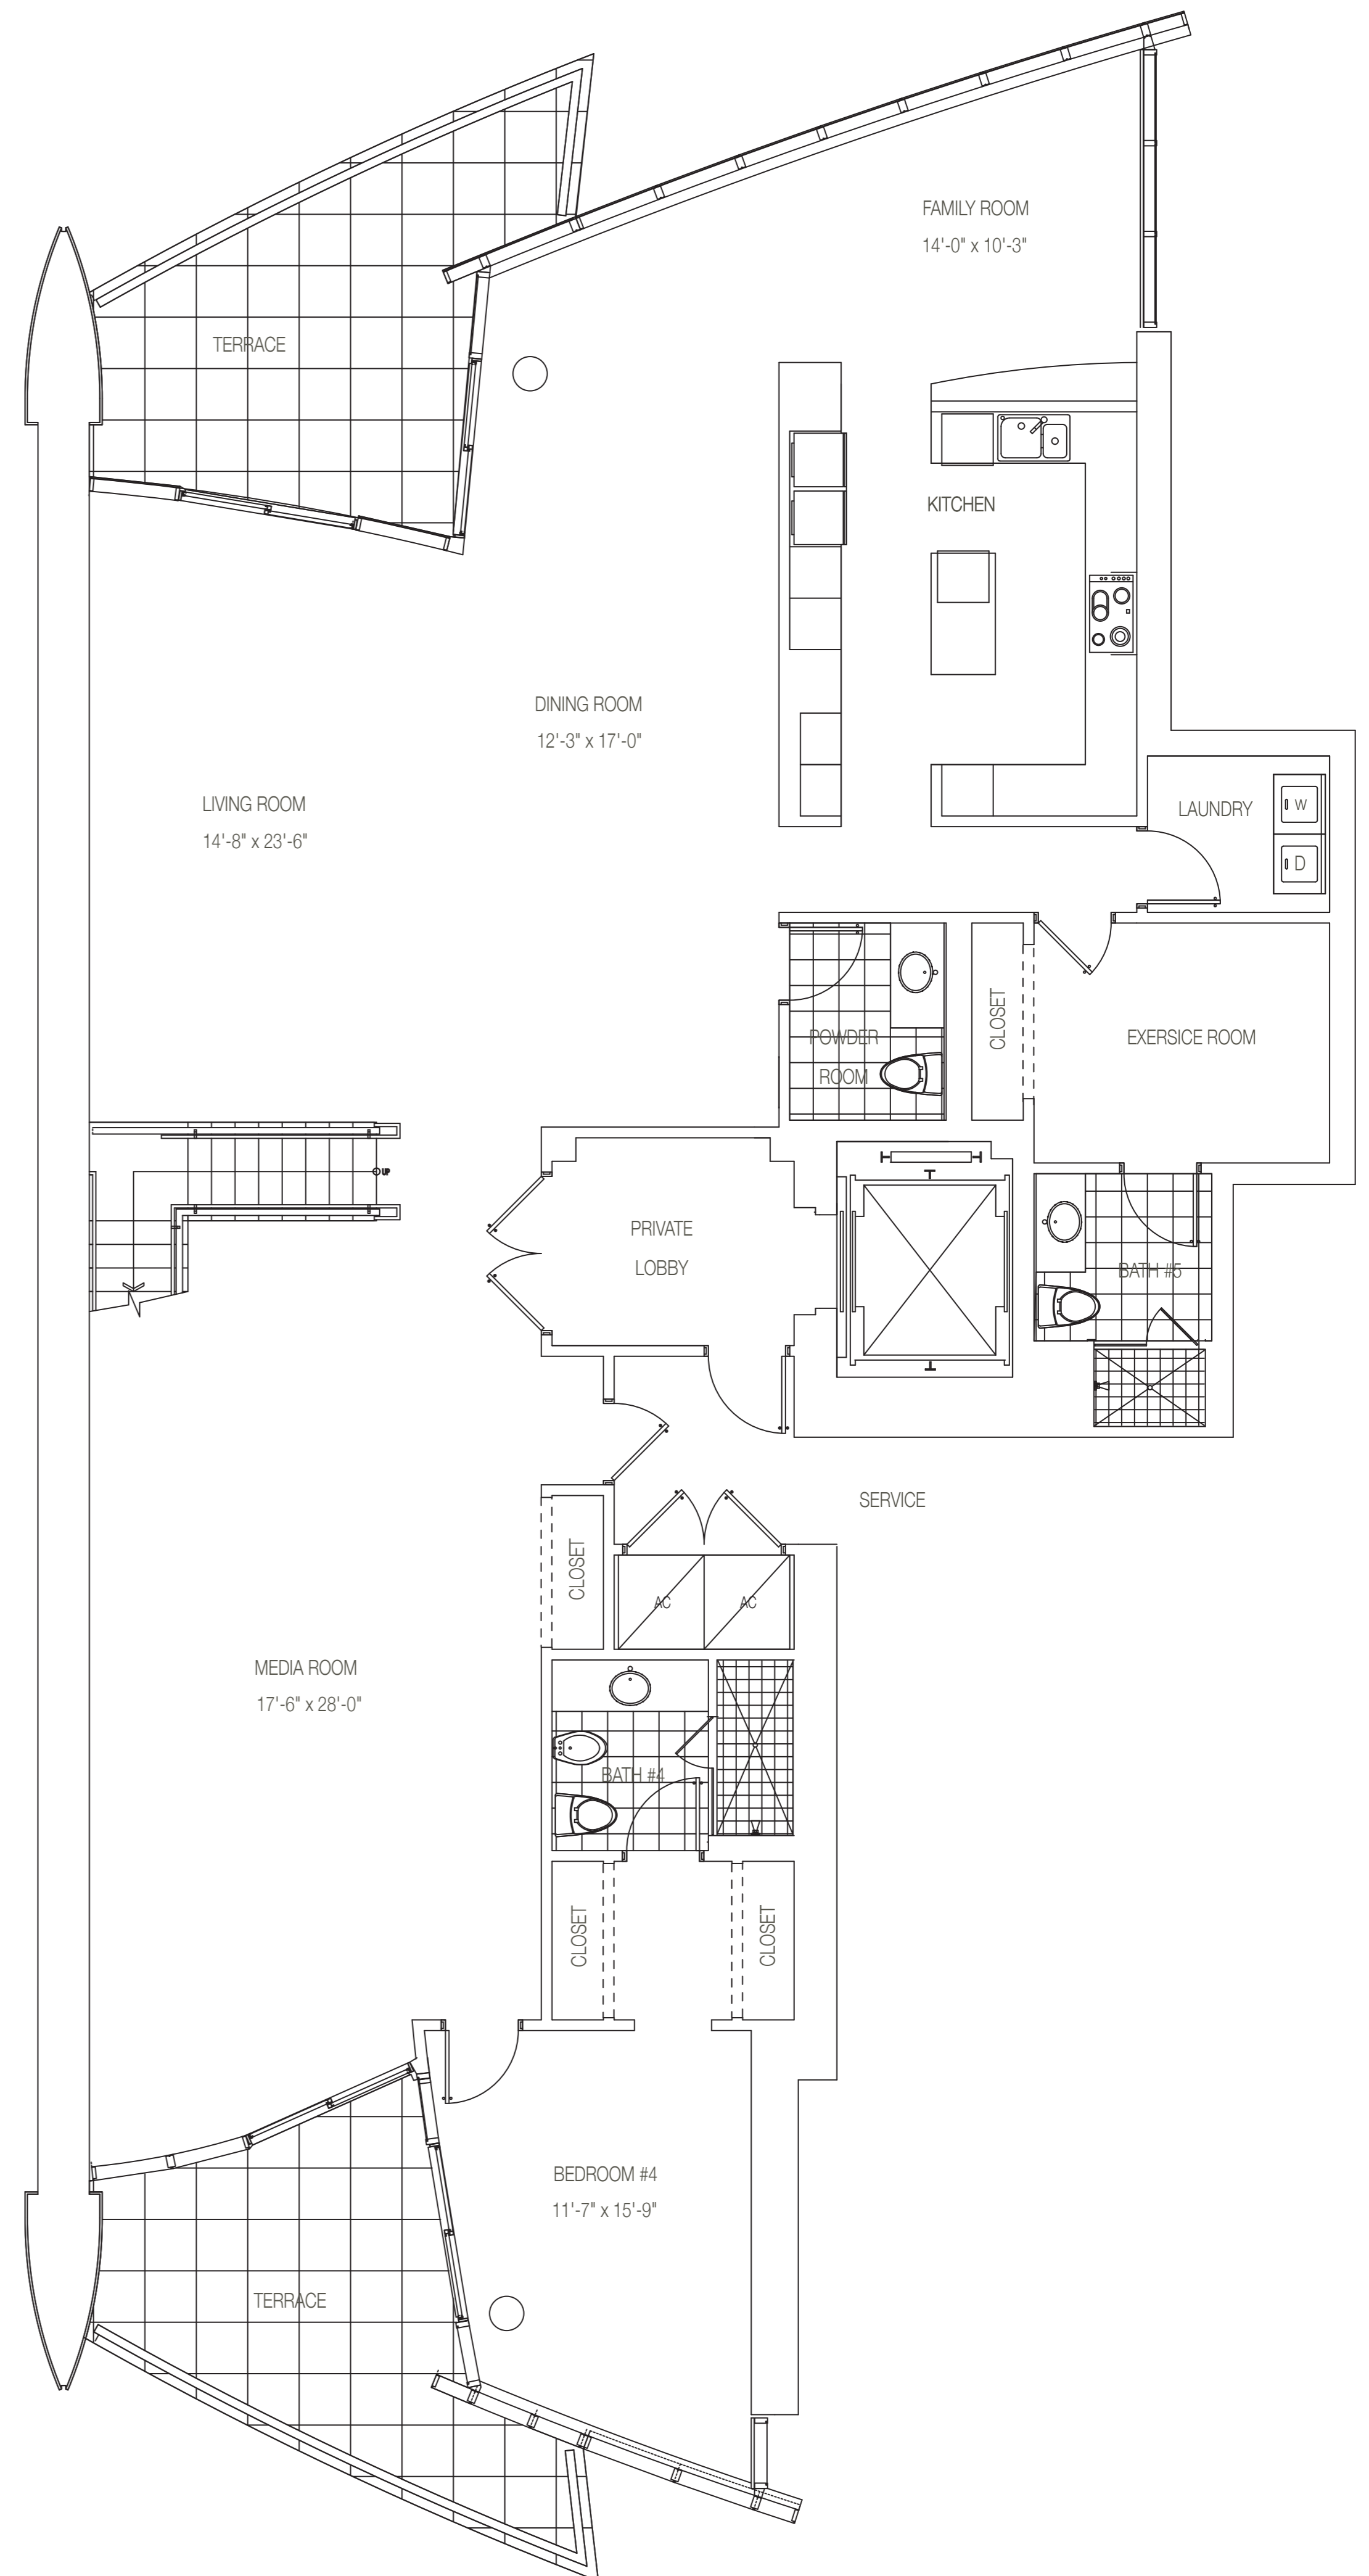 FAMILY ROOM
14'-0" x 10'-3"
TERRACE
KITCHEN
DINING ROOM
12'-3" x 17'-0"
LIVING ROOM
14'-8" x 23'-6"
LAUNDRY
W
D
POWDER
ROOM
CLOSET
EXERSICE ROOM
UP
PRIVATE
LOBBY
BATH #5
SERVICE
CLOSET
AC
AC
MEDIA ROOM
17'-6" x 28'-0"
BATH #4
CLOSET
CLOSET
BEDROOM #4
11'-7" x 15'-9"
TERRACE